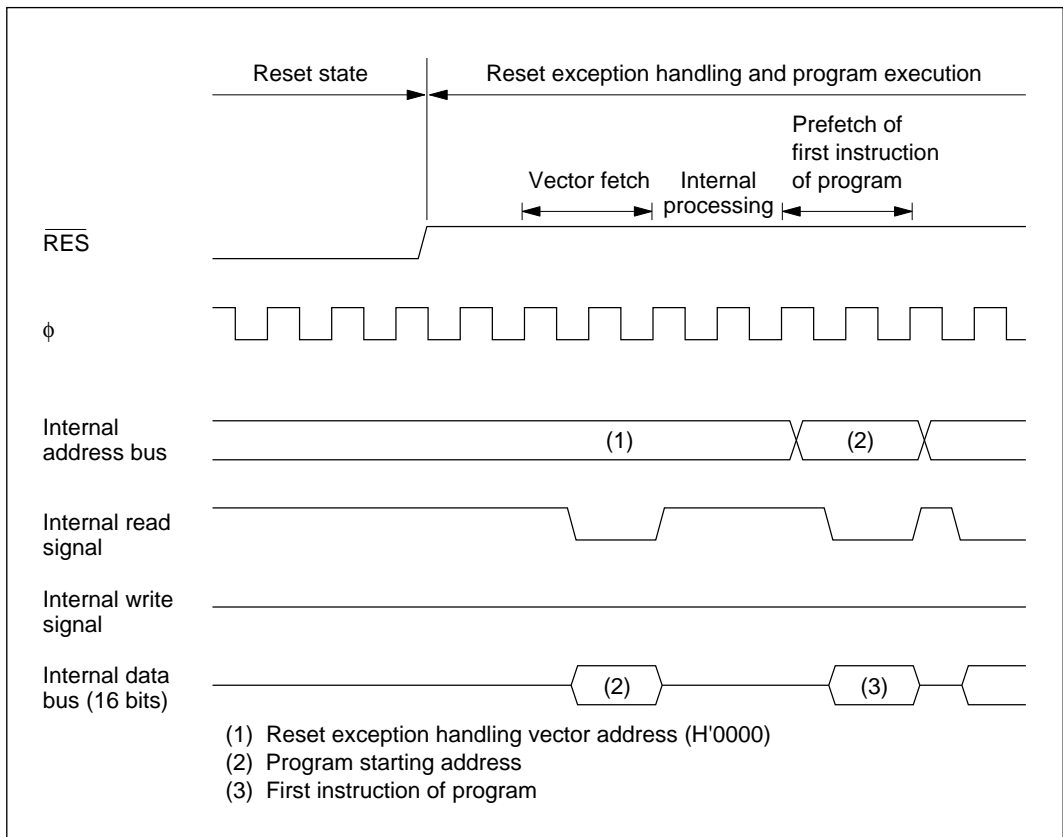 Reset state
Reset exception handling and program execution
Prefetch of
first instruction
of program
Vector fetch
Internal
processing
RES
ϕ
Internal
address bus
(1)
(2)
Internal read
signal
Internal write
signal
Internal data
bus (16 bits)
(2)
(3)
(1) Reset exception handling vector address (H'0000)
(2) Program starting address
(3) First instruction of program